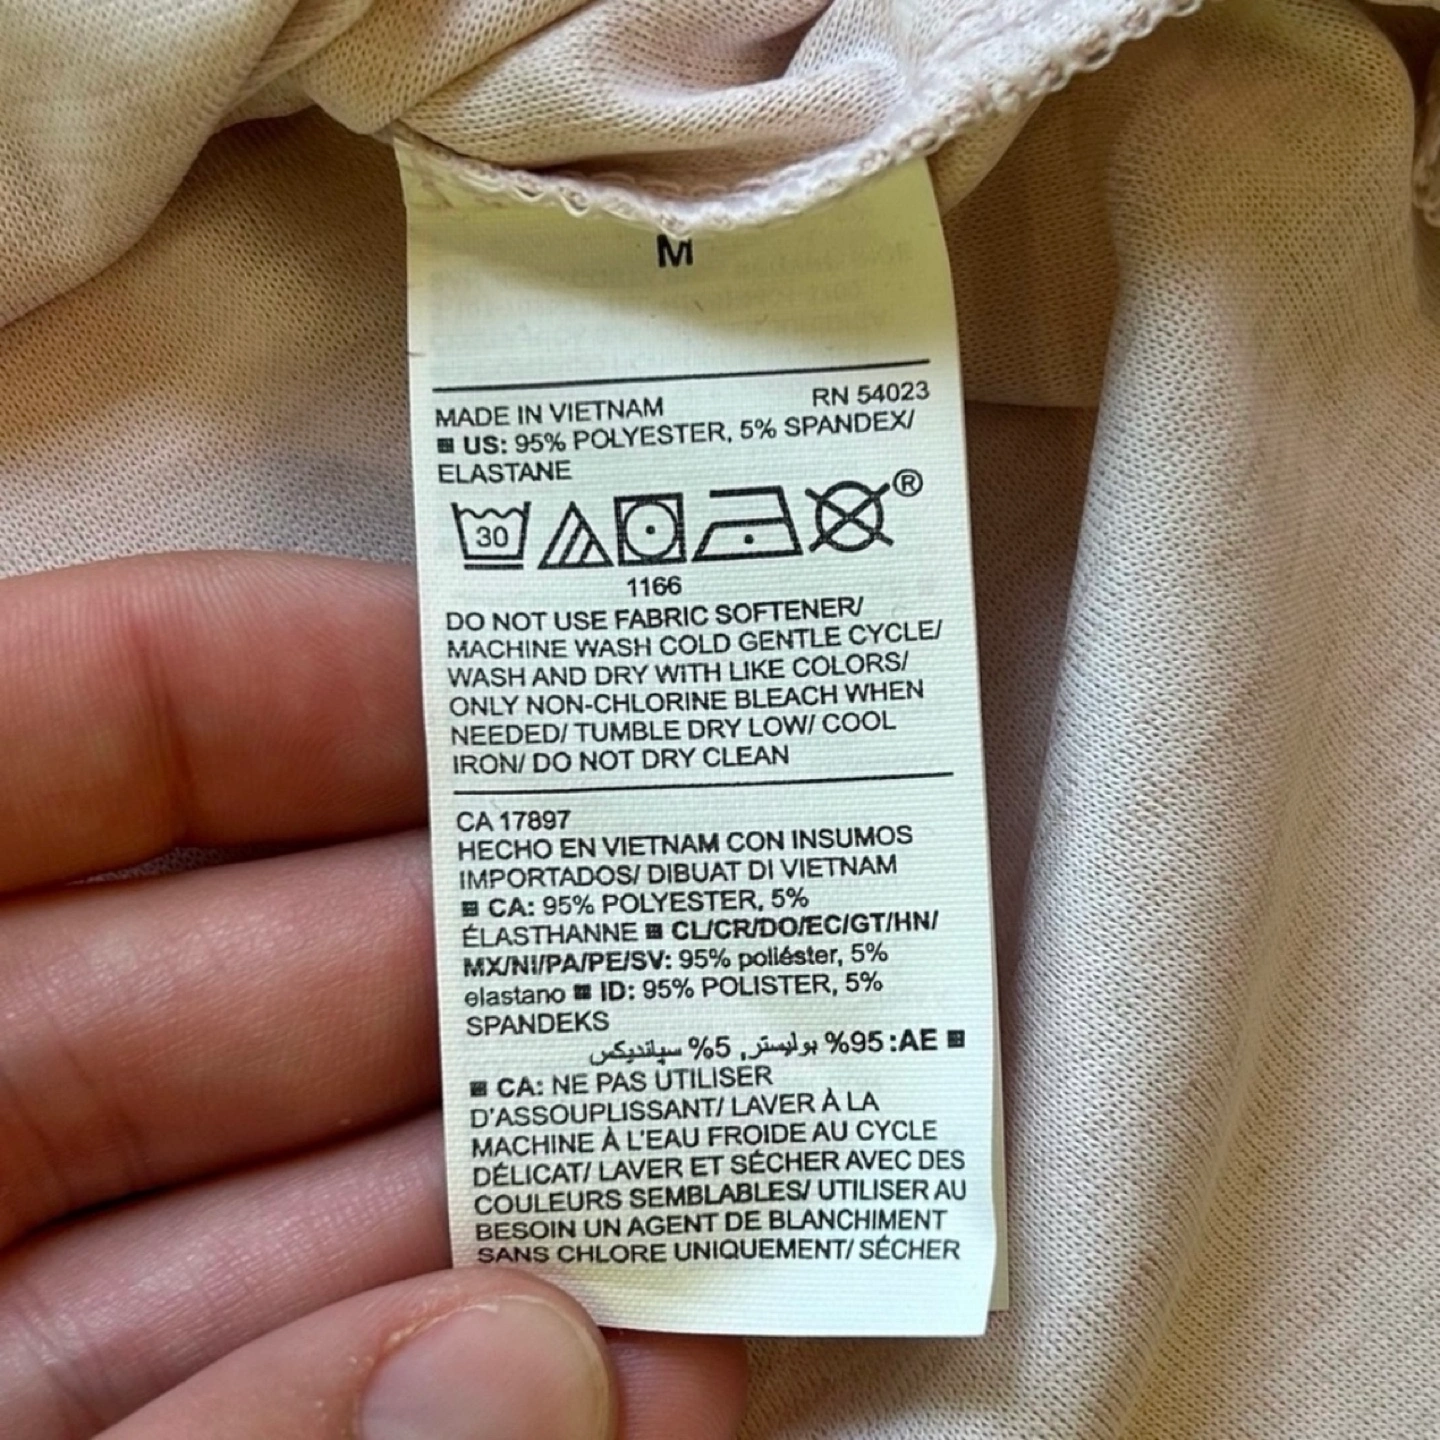 M
MADE IN VIETNAM RN 54023
US: 95% POLYESTER, 5% SPANDEX/
ELASTANE
30
®
1166
DO NOT USE FABRIC SOFTENER/
MACHINE WASH COLD GENTLE CYCLE/
WASH AND DRY WITH LIKE COLORS/
ONLY NON-CHLORINE BLEACH WHEN
NEEDED/ TUMBLE DRY LOW/ COOL
IRON/ DO NOT DRY CLEAN
CA 17897
HECHO EN VIETNAM CON INSUMOS
IMPORTADOS/ DIBUAT DI VIETNAM
CA: 95% POLYESTER, 5%
ÉLASTHANNE CL/CR/DO/EC/GT/HN/
MX/NI/PA/PE/SV: 95% poliéster, 5%
elastano ID: 95% POLISTER, 5%
SPANDEKS
AE: 95% بوليستر, 5% سپانديكس
CA: NE PAS UTILISER
D'ASSOUPLISSANT/ LAVER À LA
MACHINE À L'EAU FROIDE AU CYCLE
DÉLICAT/ LAVER ET SÉCHER AVEC DES
COULEURS SEMBLABLES/ UTILISER AU
BESOIN UN AGENT DE BLANCHIMENT
SANS CHLORE UNIQUEMENT/ SÉCHER